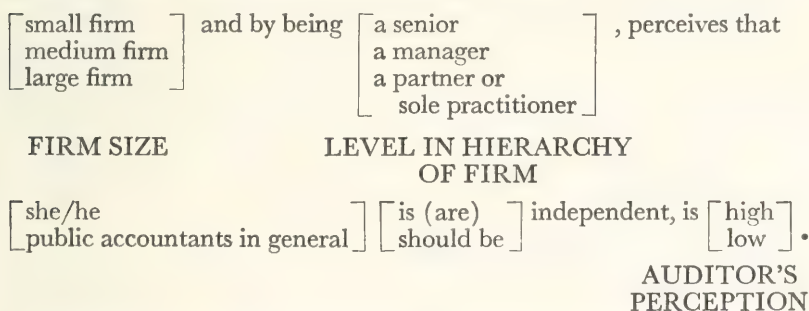 small firm and by being a senior , perceives that
medium firm a manager
large firm a partner or
sole practitioner
FIRM SIZE LEVEL IN HIERARCHY
OF FIRM
she/he is (are) independent, is high
public accountants in general should be low .
AUDITOR'S
PERCEPTION